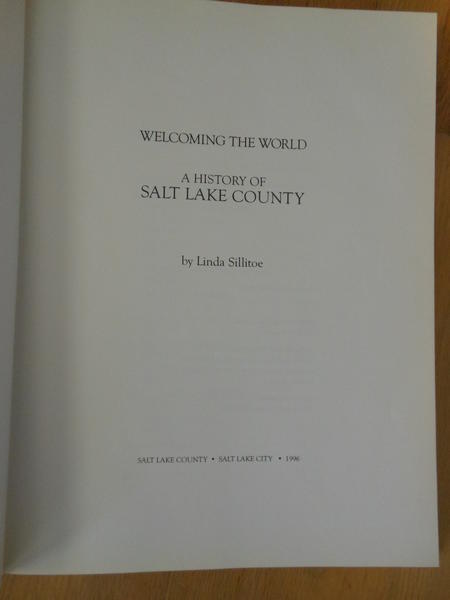 WELCOMING THE WORLD
A HISTORY OF
SALT LAKE COUNTY
by Linda Sillitoe
SALT LAKE COUNTY • SALT LAKE CITY • 1996